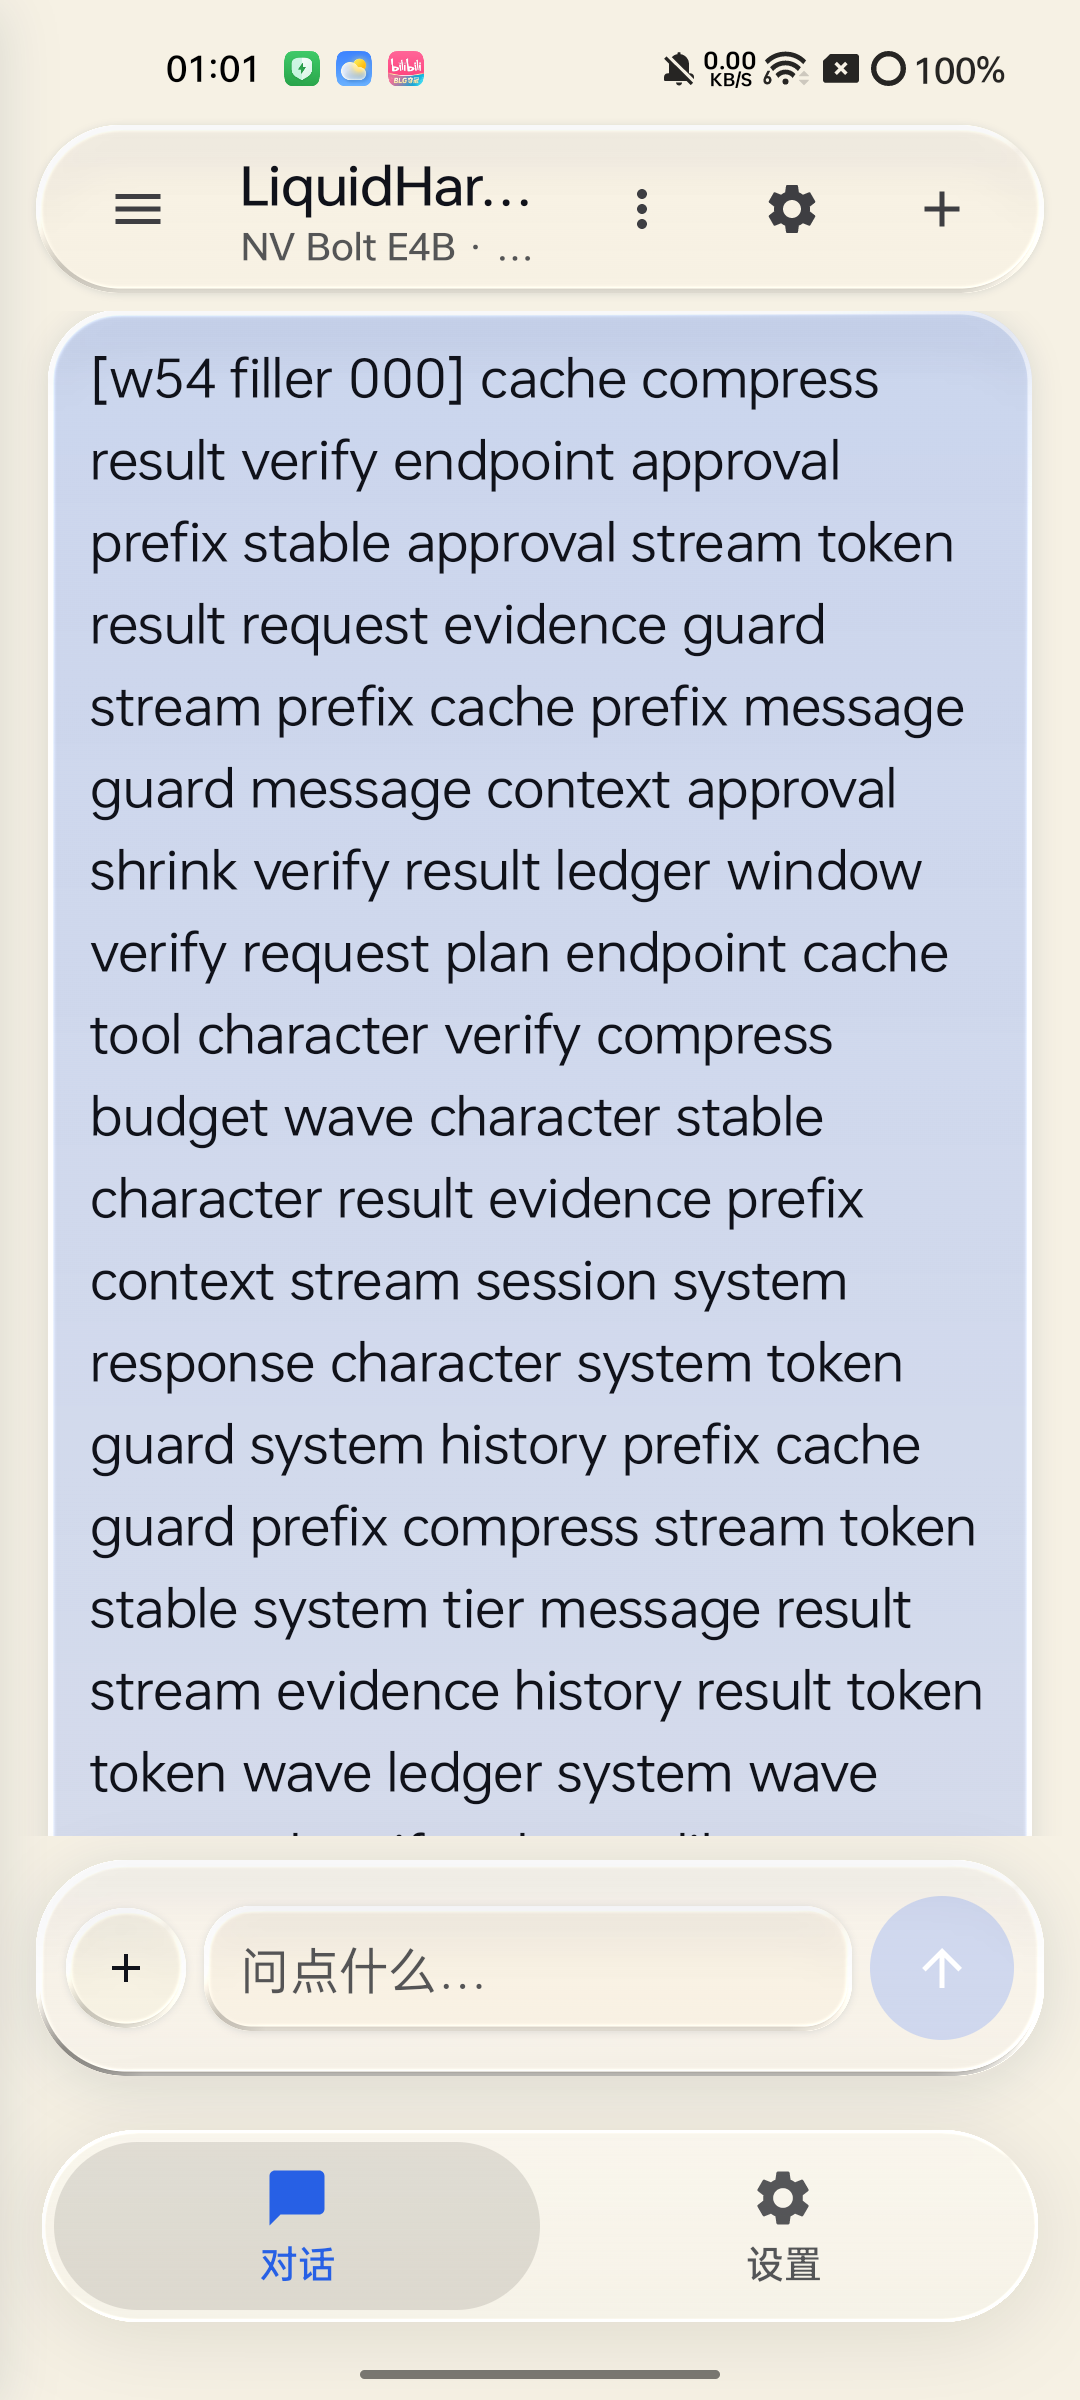 01:01
bilibili
0.00
KB/S
6
100%
LiquidHar...
NV Bolt E4B · ...
[w54 filler 000] cache compress
result verify endpoint approval
prefix stable approval stream token
result request evidence guard
stream prefix cache prefix message
guard message context approval
shrink verify result ledger window
verify request plan endpoint cache
tool character verify compress
budget wave character stable
character result evidence prefix
context stream session system
response character system token
guard system history prefix cache
guard prefix compress stream token
stable system tier message result
stream evidence history result token
token wave ledger system wave
问点什么...
对话
设置